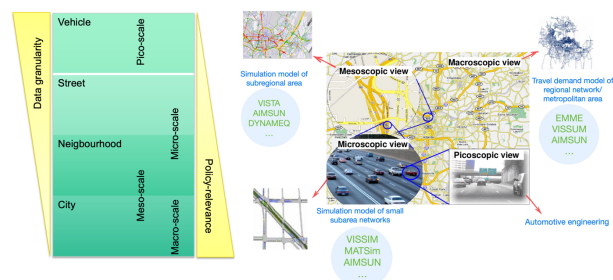 Data granularity
Vehicle
Pico-scale
Street
Micro-scale
Neigbourhood
Meso-scale
City
Macro-scale
Policy-relevance
Simulation model of
subregional area
VISTA
AIMSUN
DYNAMEQ
...
Mesoscopic view
Macroscopic view
Microscopic view
Picoscopic view
Travel demand model of
regional network/
metropolitan area
EMME
VISSUM
AIMSUN
...
Simulation model of small
subarea networks
VISSIM
MATSim
AIMSUN
...
Automotive engineering